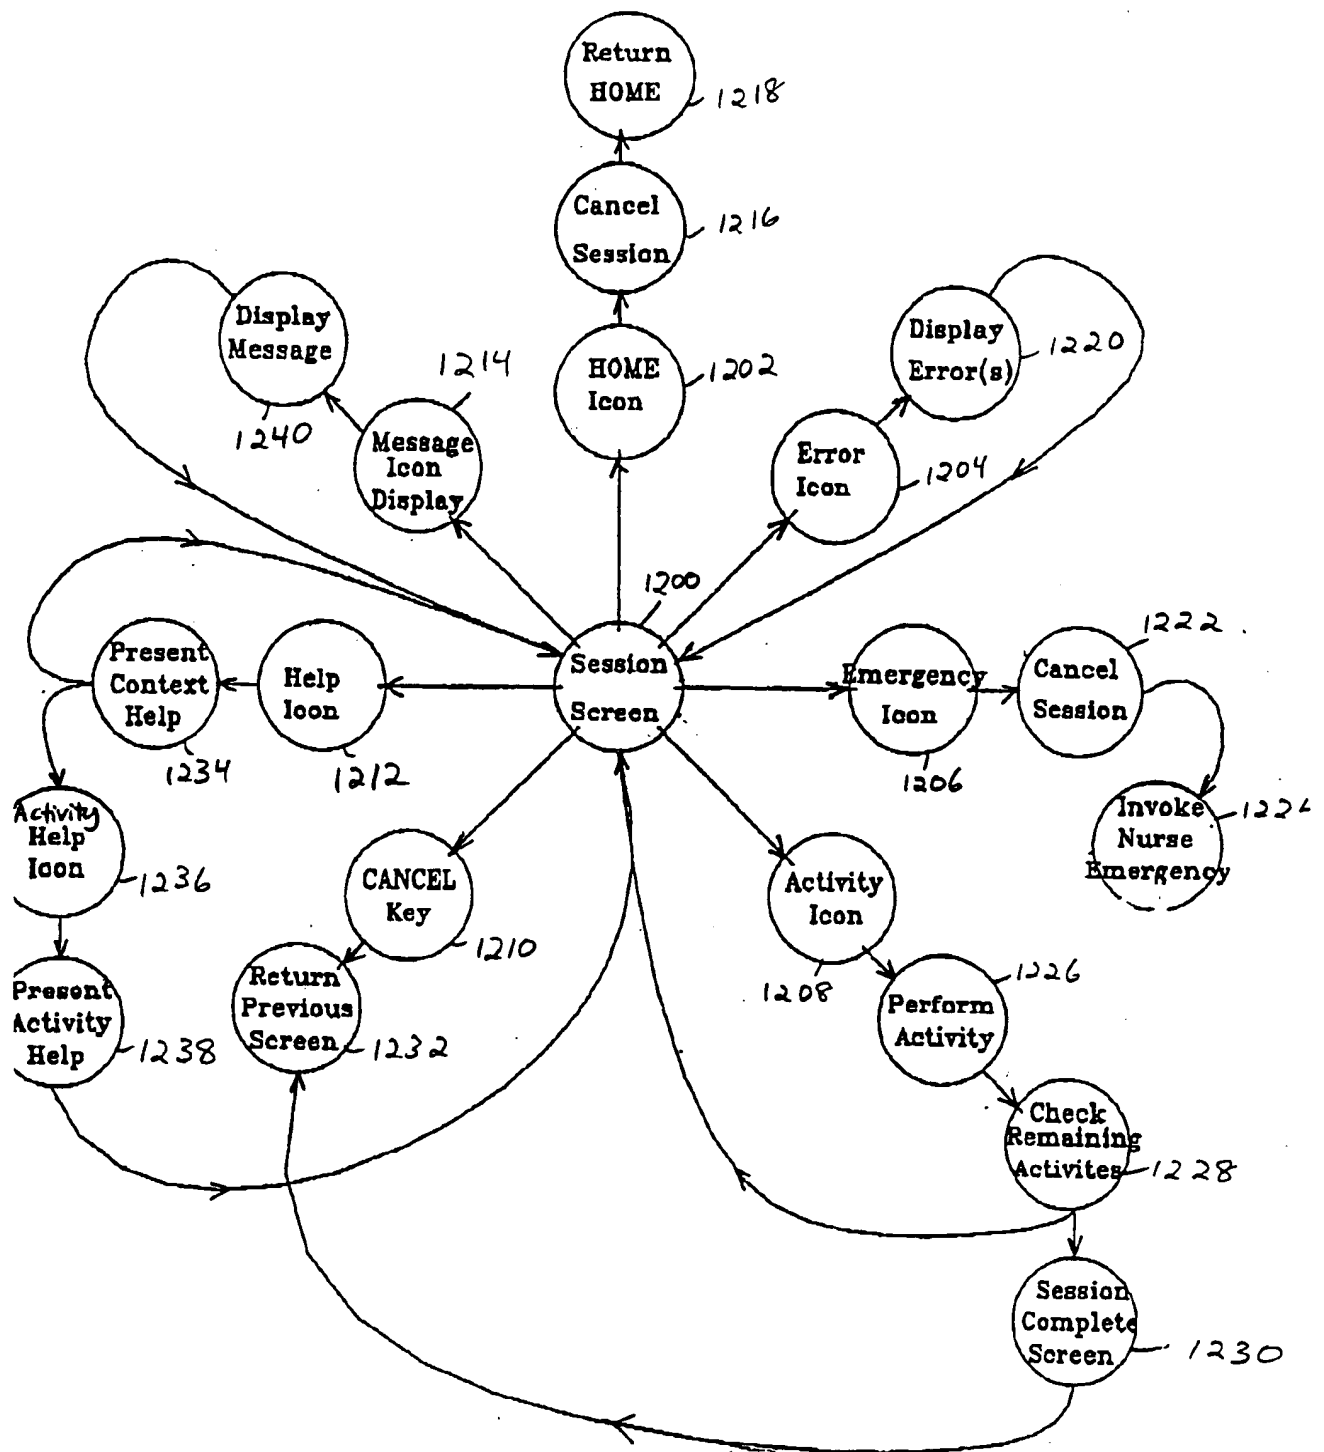 Return
HOME
1218
Cancel
Session
1216
HOME
Icon
1202
Display
Message
1240
1214
Message
Icon
Display
Display
Error(s)
1220
Error
Icon
1204
1200
Session
Screen
Present
Context
Help
1234
Help
Icon
1212
Emergency
Icon
1206
1222
Cancel
Session
Invoke
Nurse
Emergency
Activity
Help
Icon
1236
Present
Activity
Help
1238
CANCEL
Key
1210
Return
Previous
Screen
1232
Activity
Icon
1208
1226
Perform
Activity
Check
Remaining
Activites
1228
Session
Complete
Screen
1230